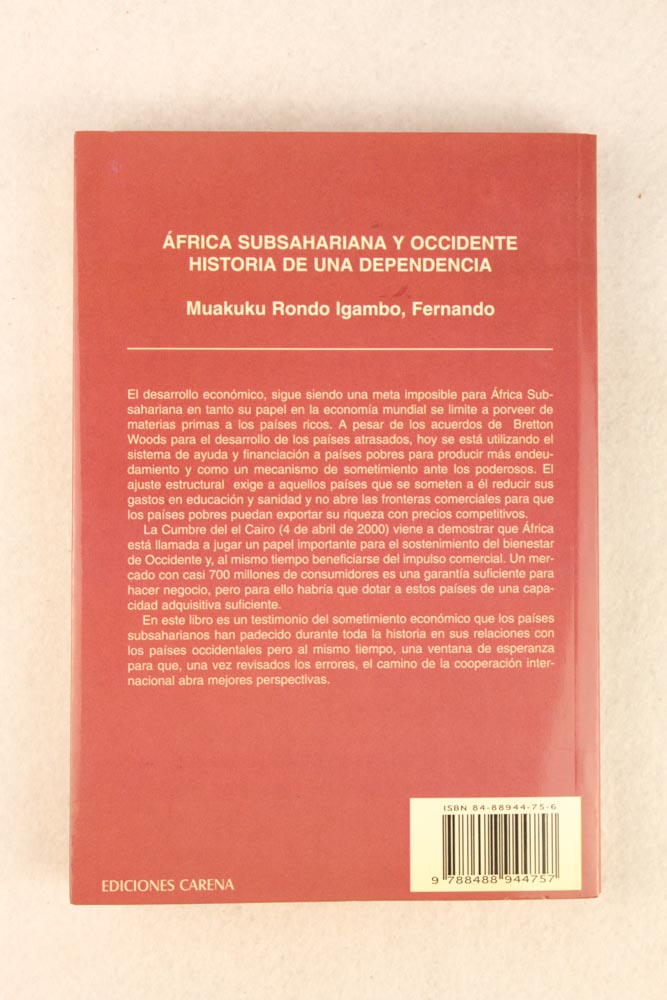 ÁFRICA SUBSAHARIANA Y OCCIDENTE
HISTORIA DE UNA DEPENDENCIA
Muakuku Rondo Igambo, Fernando
El desarrollo económico, sigue siendo una meta imposible para África Sub-
sahariana en tanto su papel en la economía mundial se limite a porveer de
materias primas a los países ricos. A pesar de los acuerdos de Bretton
Woods para el desarrollo de los países atrasados, hoy se está utilizando el
sistema de ayuda y financiación a países pobres para producir más endeu-
damiento y como un mecanismo de sometimiento ante los poderosos. El
ajuste estructural exige a aquellos países que se someten a él reducir sus
gastos en educación y sanidad y no abre las fronteras comerciales para que
los países pobres puedan exportar su riqueza con precios competitivos.
La Cumbre del el Cairo (4 de abril de 2000) viene a demostrar que África
está llamada a jugar un papel importante para el sostenimiento del bienestar
de Occidente y, al mismo tiempo beneficiarse del impulso comercial. Un mer-
cado con casi 700 millones de consumidores es una garantía suficiente para
hacer negocio, pero para ello habría que dotar a estos países de una capa-
cidad adquisitiva suficiente.
En este libro es un testimonio del sometimiento económico que los países
subsaharianos han padecido durante toda la historia en sus relaciones con
los países occidentales pero al mismo tiempo, una ventana de esperanza
para que, una vez revisados los errores, el camino de la cooperación inter-
nacional abra mejores perspectivas.
ISBN 84-88944-75-6
9 788488 944757
EDICIONES CARENA